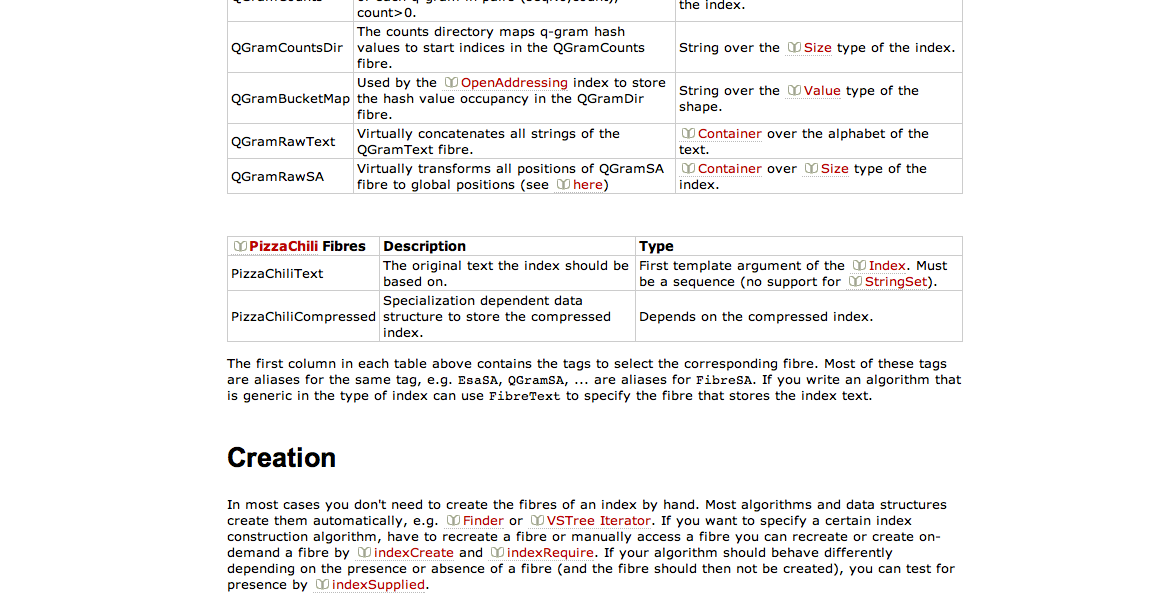 count>0.
the index.
QGramCountsDir
The counts directory maps q-gram hash
values to start indices in the QGramCounts
fibre.
String over the Size type of the index.
QGramBucketMap
Used by the OpenAddressing index to store
the hash value occupancy in the QGramDir
fibre.
String over the Value type of the
shape.
QGramRawText
Virtually concatenates all strings of the
QGramText fibre.
Container over the alphabet of the
text.
QGramRawSA
Virtually transforms all positions of QGramSA
fibre to global positions (see here)
Container over Size type of the
index.
PizzaChili Fibres
Description
Type
PizzaChiliText
The original text the index should be
based on.
First template argument of the Index. Must
be a sequence (no support for StringSet).
PizzaChiliCompressed
Specialization dependent data
structure to store the compressed
index.
Depends on the compressed index.
The first column in each table above contains the tags to select the corresponding fibre. Most of these tags
are aliases for the same tag, e.g. EsaSA, QGramSA, ... are aliases for FibreSA. If you write an algorithm that
is generic in the type of index can use FibreText to specify the fibre that stores the index text.
Creation
In most cases you don't need to create the fibres of an index by hand. Most algorithms and data structures
create them automatically, e.g. Finder or VSTree Iterator. If you want to specify a certain index
construction algorithm, have to recreate a fibre or manually access a fibre you can recreate or create on-
demand a fibre by indexCreate and indexRequire. If your algorithm should behave differently
depending on the presence or absence of a fibre (and the fibre should then not be created), you can test for
presence by indexSupplied.